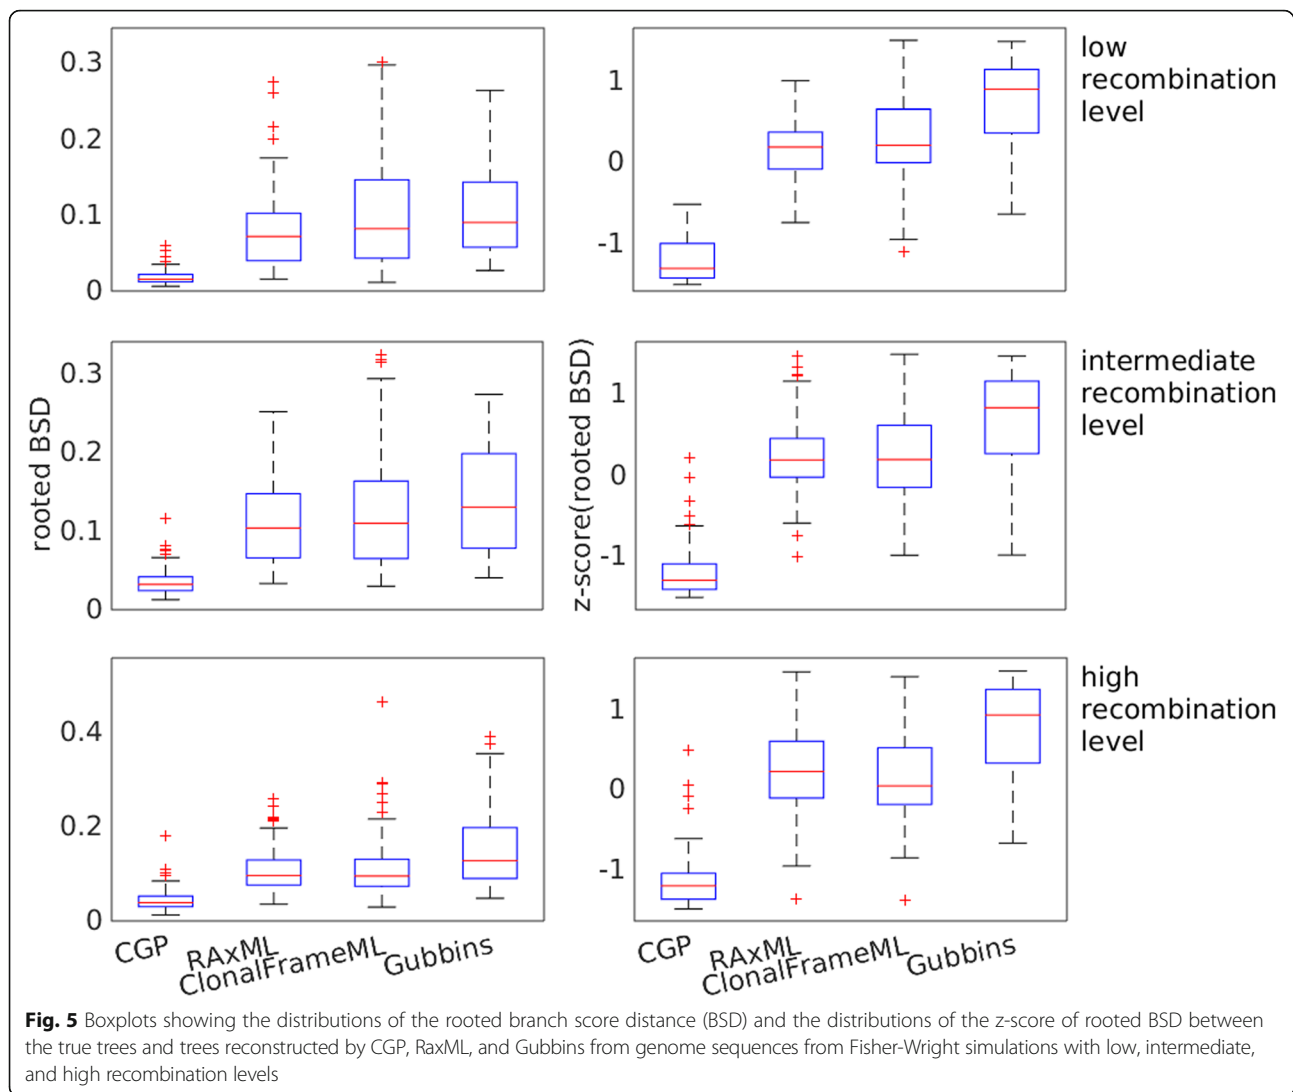 0.3
0.2
0.1
0
1
0
-1
low
recombination
level
rooted BSD
0.3
0.2
0.1
0
z-score(rooted BSD)
1
0
-1
intermediate
recombination
level
0.4
0.2
0
1
0
-1
high
recombination
level
CGP
RAxML
ClonalFrameML
Gubbins
CGP
RAxML
ClonalFrameML
Gubbins
Fig. 5 Boxplots showing the distributions of the rooted branch score distance (BSD) and the distributions of the z-score of rooted BSD between
the true trees and trees reconstructed by CGP, RaxML, and Gubbins from genome sequences from Fisher-Wright simulations with low, intermediate,
and high recombination levels